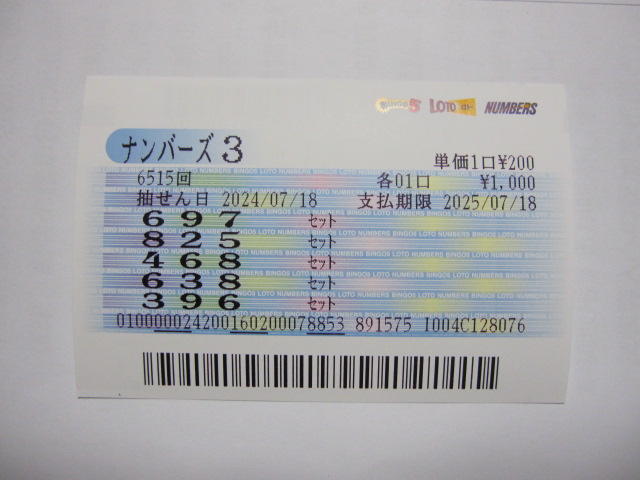 BINGO5 LOTO NUMBERS
ナンバーズ3
単価1口¥200
6515回 各01口 ¥1,000
抽せん日 2024/07/18 支払期限 2025/07/18
697 セット
825 セット
468 セット
638 セット
396 セット
010000024200160200078853 891575 I004C128076